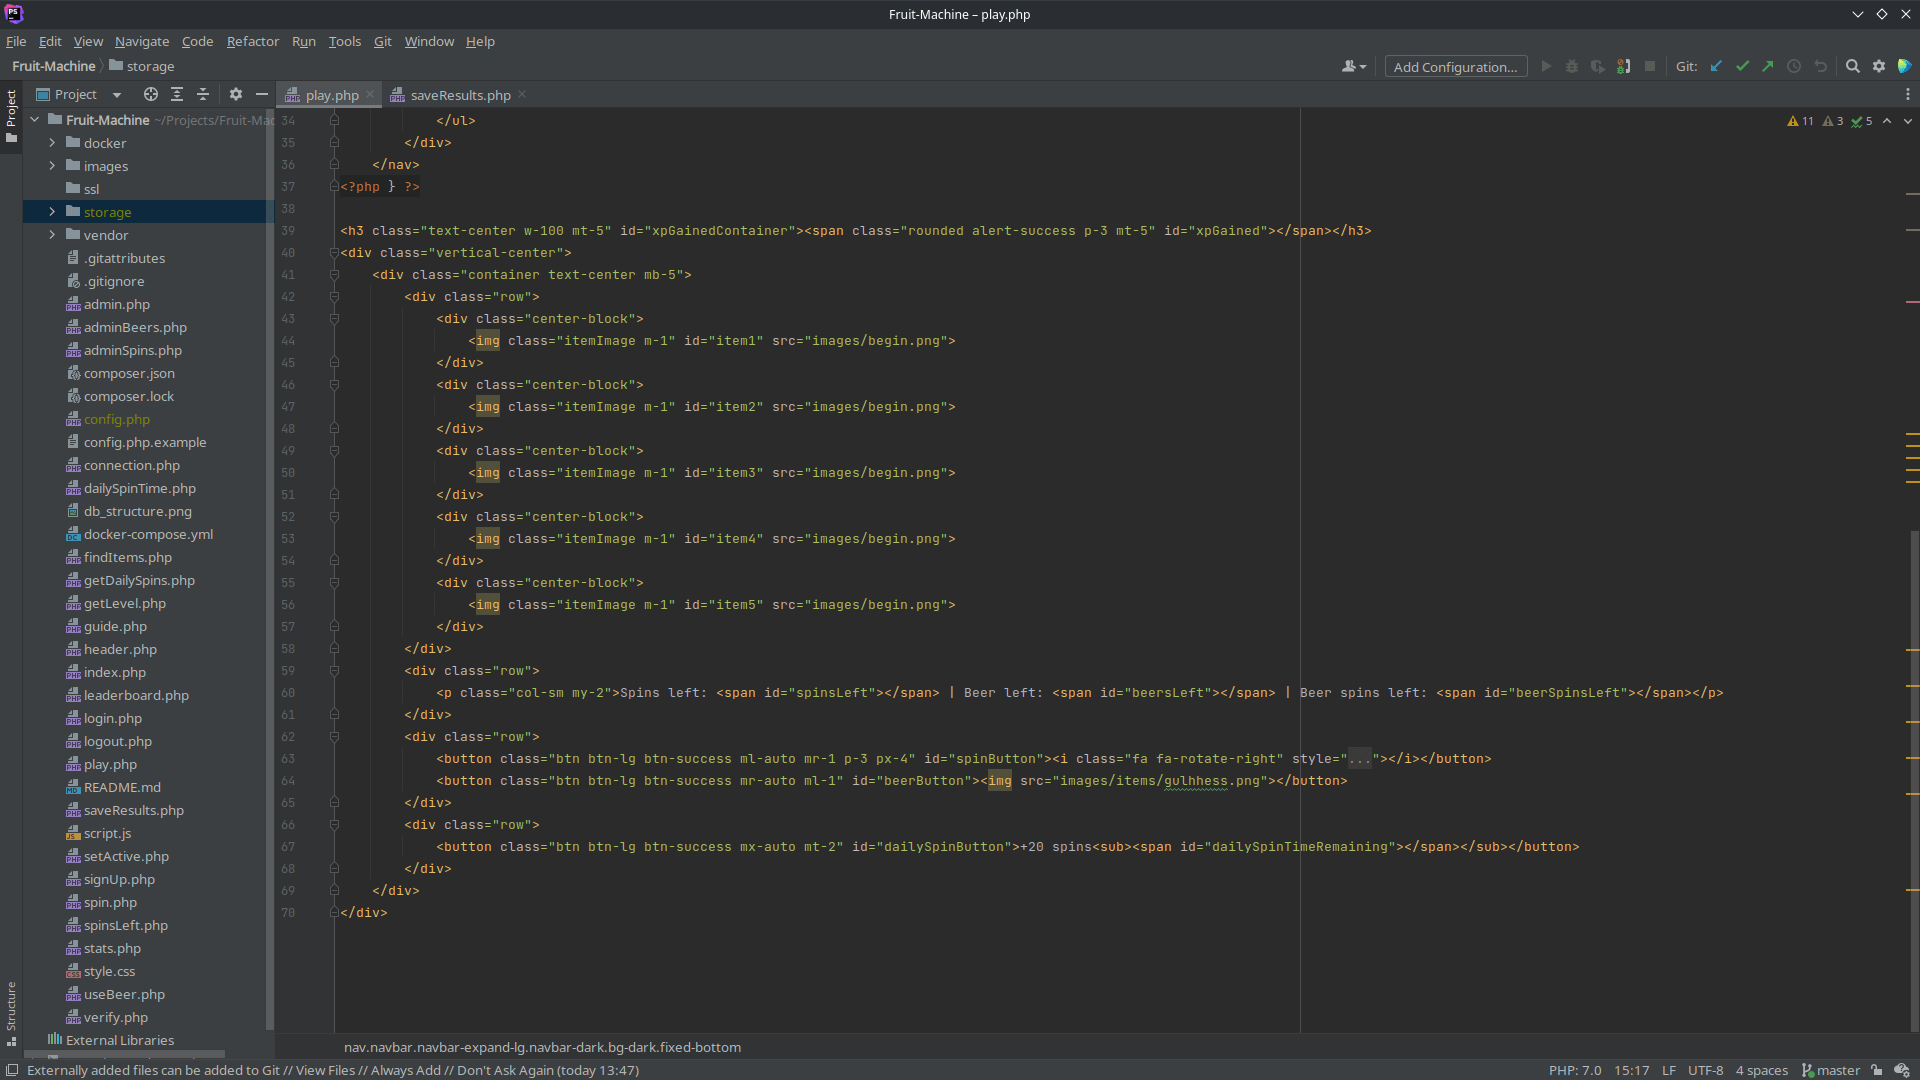 Fruit-Machine – play.php
File Edit View Navigate Code Refactor Run Tools Git Window Help
Fruit-Machine storage
Add Configuration...
Git:
Project
Project
play.php
saveResults.php
Fruit-Machine ~/Projects/Fruit-Mac
docker
images
ssl
storage
vendor
.gitattributes
.gitignore
admin.php
adminBeers.php
adminSpins.php
composer.json
composer.lock
config.php
config.php.example
connection.php
dailySpinTime.php
db_structure.png
docker-compose.yml
findItems.php
getDailySpins.php
getLevel.php
guide.php
header.php
index.php
leaderboard.php
login.php
logout.php
play.php
README.md
saveResults.php
script.js
setActive.php
signUp.php
spin.php
spinsLeft.php
stats.php
style.css
useBeer.php
verify.php
External Libraries
Structure
11 3 5
34 </ul>
35 </div>
36 </nav>
37 <?php } ?>
38
39 <h3 class="text-center w-100 mt-5" id="xpGainedContainer"><span class="rounded alert-success p-3 mt-5" id="xpGained"></span></h3>
40 <div class="vertical-center">
41 <div class="container text-center mb-5">
42 <div class="row">
43 <div class="center-block">
44 <img class="itemImage m-1" id="item1" src="images/begin.png">
45 </div>
46 <div class="center-block">
47 <img class="itemImage m-1" id="item2" src="images/begin.png">
48 </div>
49 <div class="center-block">
50 <img class="itemImage m-1" id="item3" src="images/begin.png">
51 </div>
52 <div class="center-block">
53 <img class="itemImage m-1" id="item4" src="images/begin.png">
54 </div>
55 <div class="center-block">
56 <img class="itemImage m-1" id="item5" src="images/begin.png">
57 </div>
58 </div>
59 <div class="row">
60 <p class="col-sm my-2">Spins left: <span id="spinsLeft"></span> | Beer left: <span id="beersLeft"></span> | Beer spins left: <span id="beerSpinsLeft"></span></p>
61 </div>
62 <div class="row">
63 <button class="btn btn-lg btn-success ml-auto mr-1 p-3 px-4" id="spinButton"><i class="fa fa-rotate-right" style="..."></i></button>
64 <button class="btn btn-lg btn-success mr-auto ml-1" id="beerButton"><img src="images/items/gulhhess.png"></button>
65 </div>
66 <div class="row">
67 <button class="btn btn-lg btn-success mx-auto mt-2" id="dailySpinButton">+20 spins<sub><span id="dailySpinTimeRemaining"></span></sub></button>
68 </div>
69 </div>
70 </div>
nav.navbar.navbar-expand-lg.navbar-dark.bg-dark.fixed-bottom
Externally added files can be added to Git // View Files // Always Add // Don't Ask Again (today 13:47)
PHP: 7.0 15:17 LF UTF-8 4 spaces master